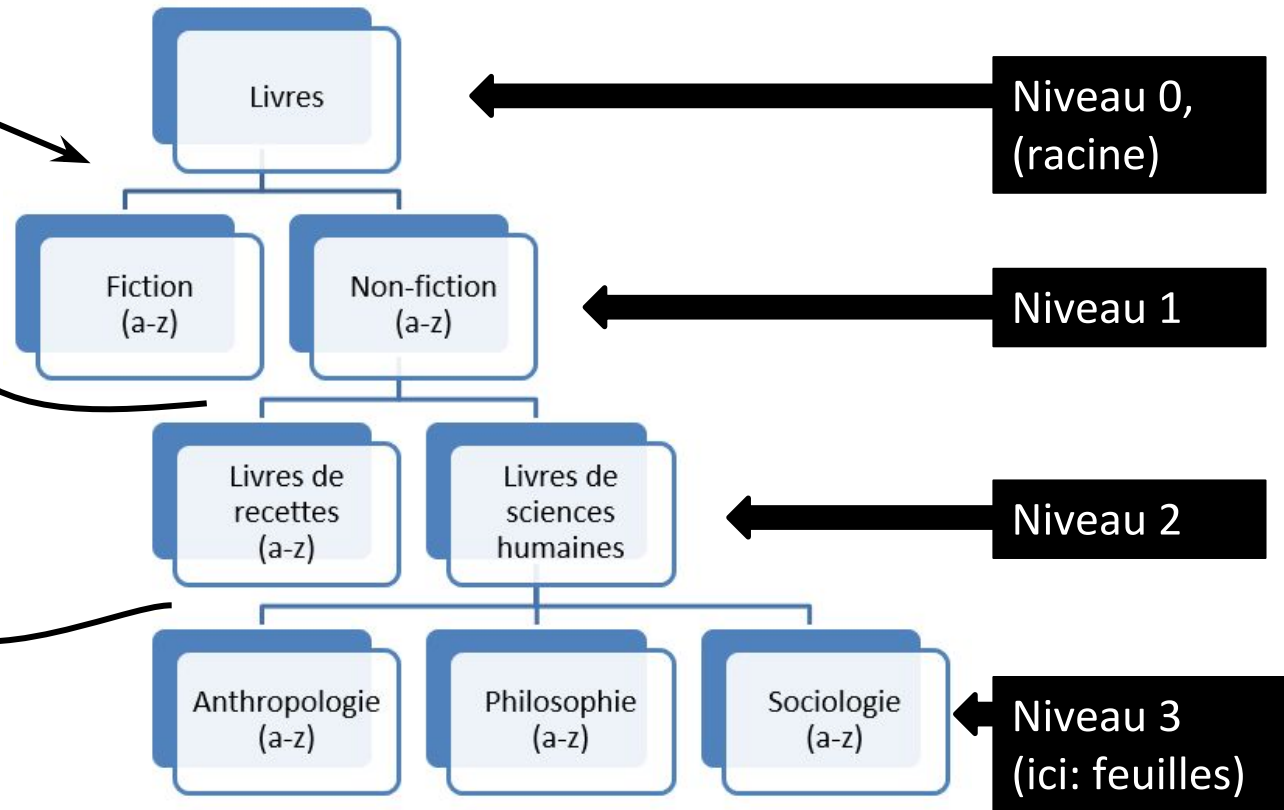 Livres
Niveau 0,
(racine)
Fiction
(a-z)
Non-fiction
(a-z)
Niveau 1
Livres de
recettes
(a-z)
Livres de
sciences
humaines
Niveau 2
Anthropologie
(a-z)
Philosophie
(a-z)
Sociologie
(a-z)
Niveau 3
(ici: feuilles)